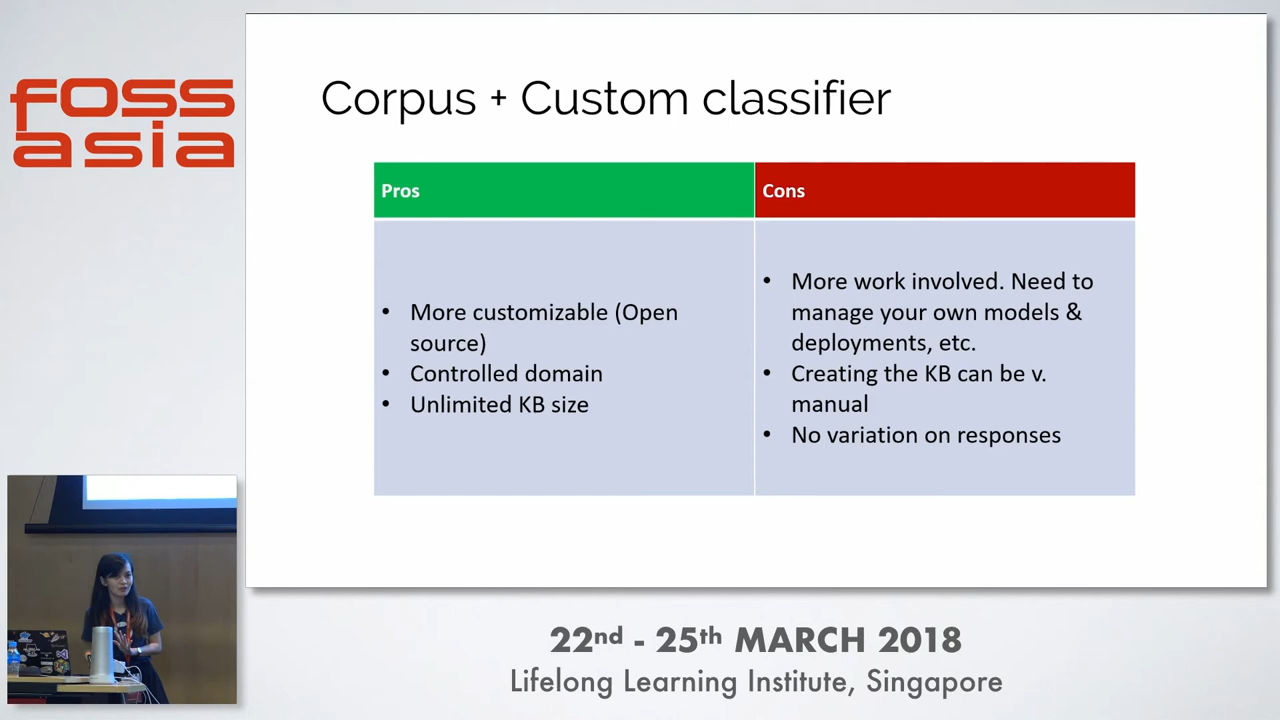 foss
asia
Corpus + Custom classifier
Pros
Cons
• More customizable (Open
source)
• Controlled domain
• Unlimited KB size
• More work involved. Need to
manage your own models &
deployments, etc.
• Creating the KB can be v.
manual
• No variation on responses
22nd - 25th MARCH 2018
Lifelong Learning Institute, Singapore